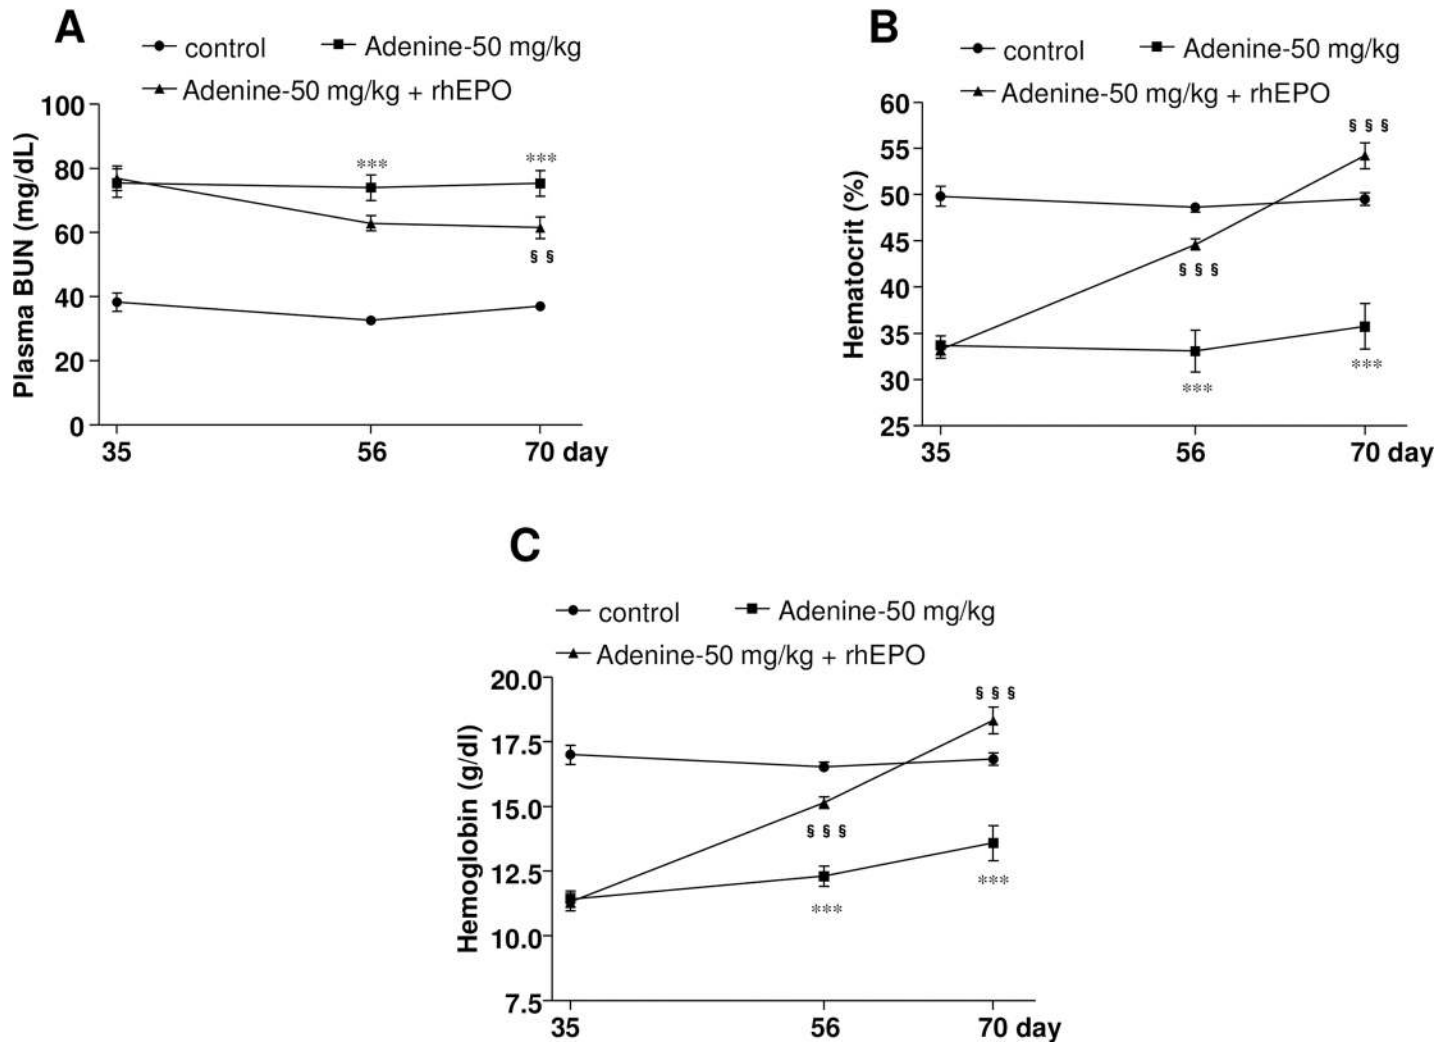 A
control
Adenine-50 mg/kg
Adenine-50 mg/kg + rhEPO
Plasma BUN (mg/dL)
100
80
60
40
20
0
***
***
§ §
35 56 70 day
B
control
Adenine-50 mg/kg
Adenine-50 mg/kg + rhEPO
Hematocrit (%)
60
55
50
45
40
35
30
25
§ § §
§ § §
***
***
35 56 70 day
C
control
Adenine-50 mg/kg
Adenine-50 mg/kg + rhEPO
Hemoglobin (g/dl)
20.0
17.5
15.0
12.5
10.0
7.5
§ § §
§ § §
***
***
35 56 70 day